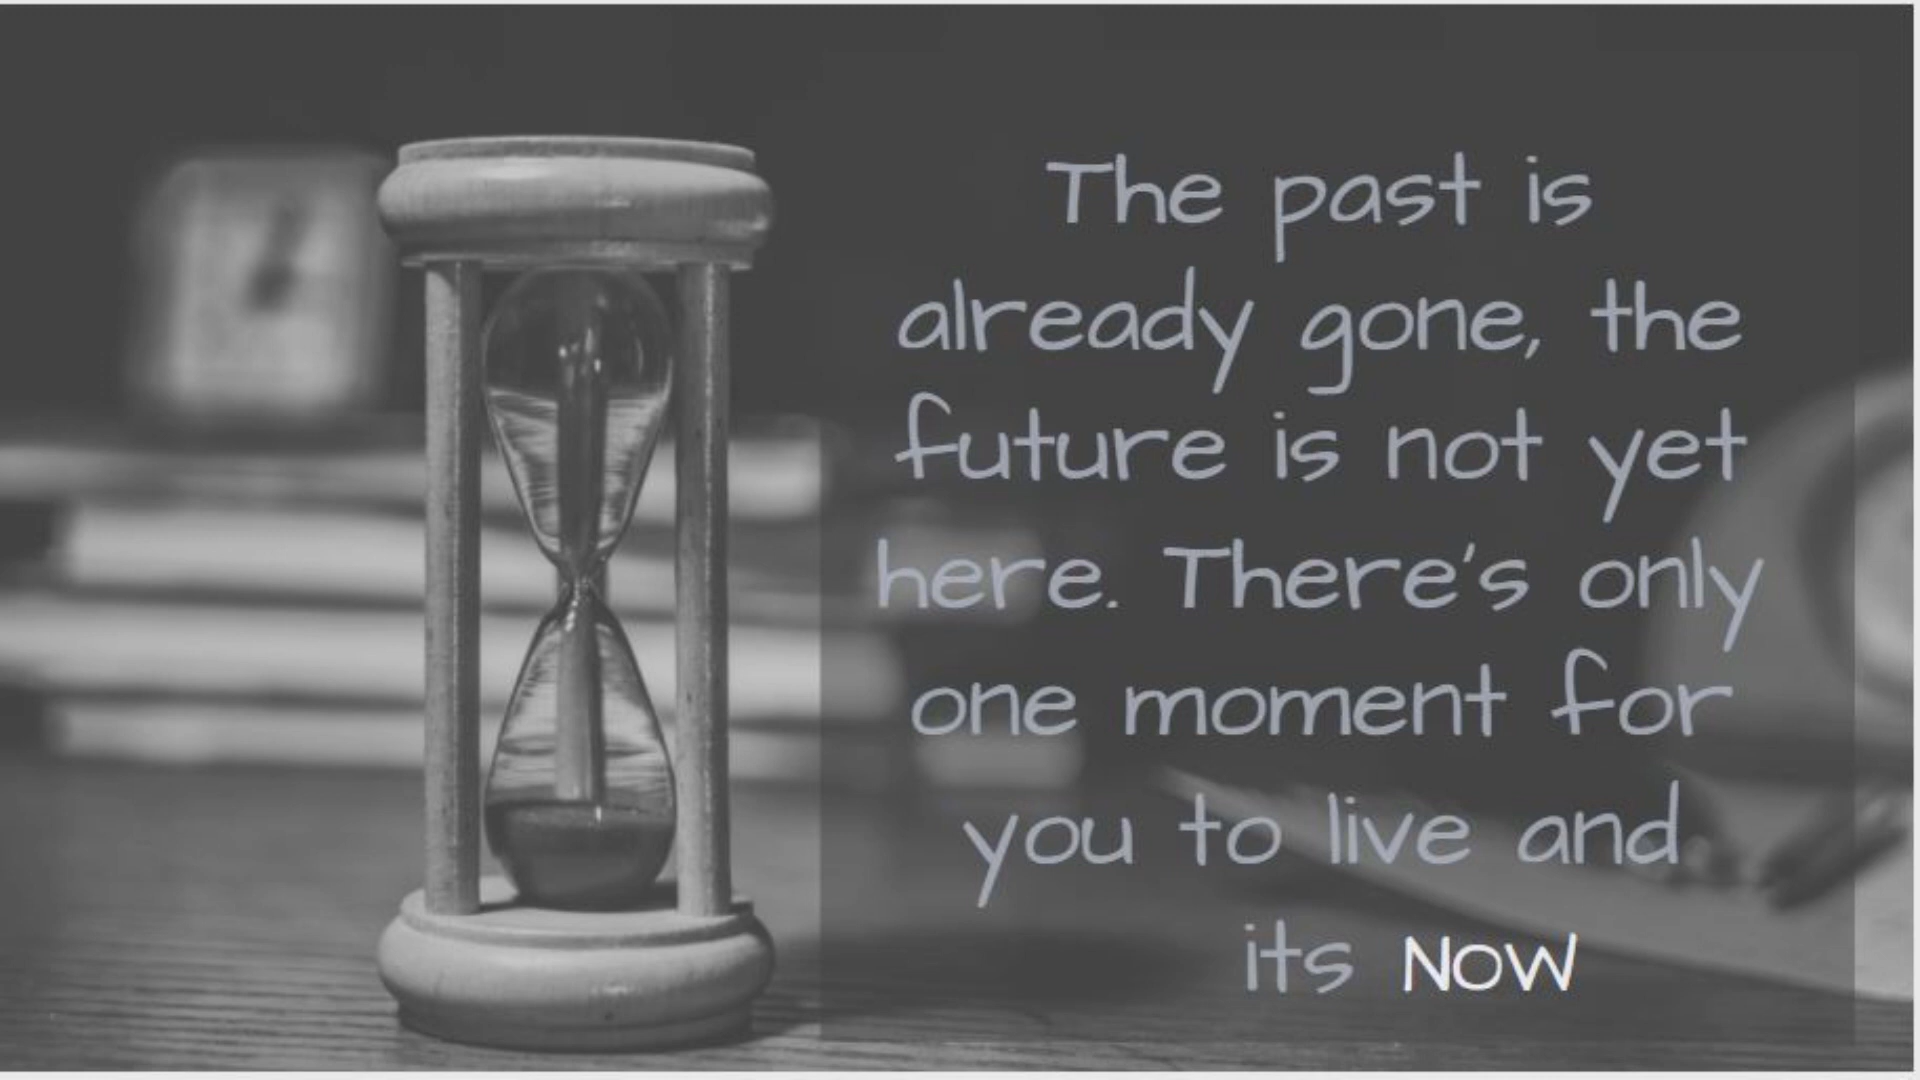 The past is
already gone, the
future is not yet
here. There's only
one moment for
you to live and
its NOW